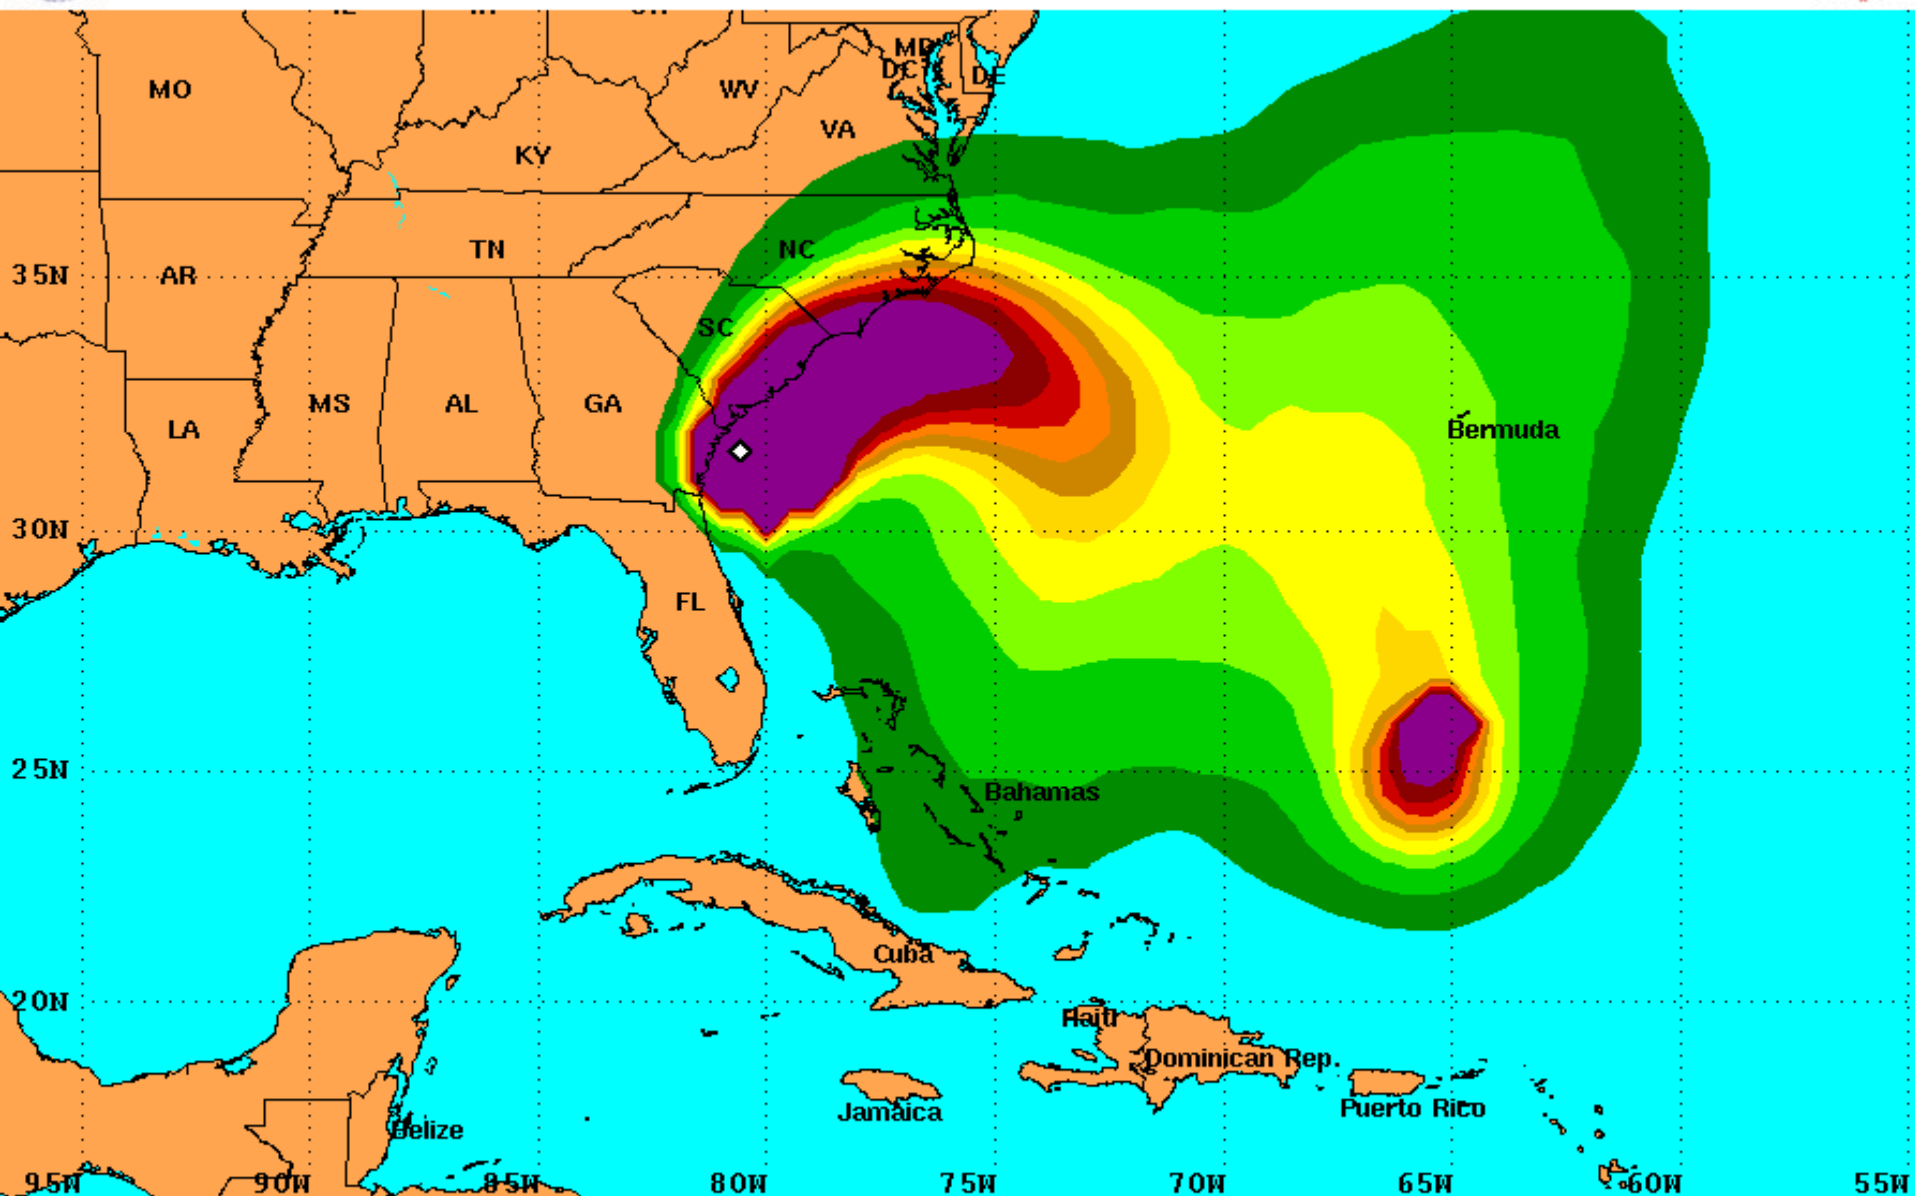 MD
MO
WV
DC
DE
VA
KY
TN
NC
35N
AR
SC
MS
AL
GA
LA
Bermuda
30N
FL
25N
Bahamas
Cuba
20N
Haiti
Dominican Rep.
Jamaica
Puerto Rico
Belize
95W
90W
85W
80W
75W
70W
65W
60W
55W